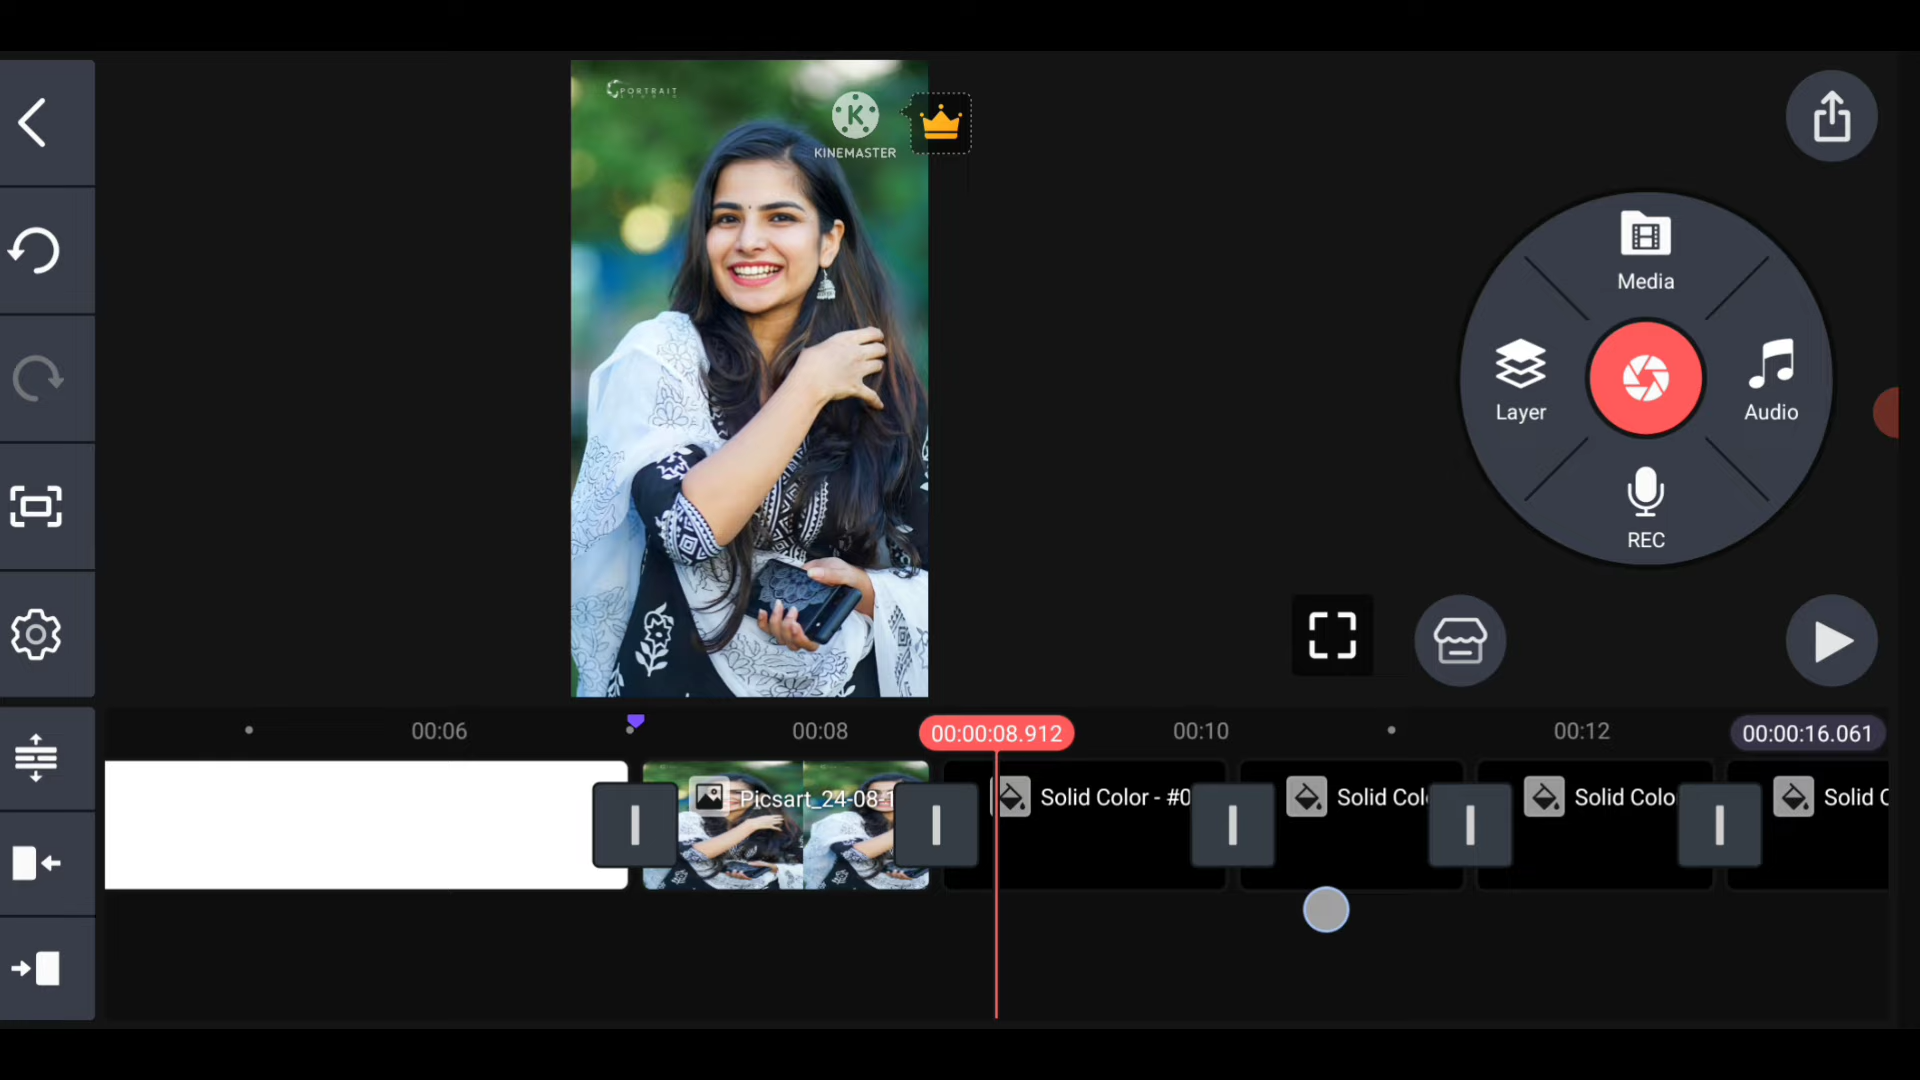 PORTRAIT
KINEMASTER
Media
Layer
Audio
REC
00:06
00:08
00:00:08.912
00:10
00:12
00:00:16.061
Picsart_24-08-1
Solid Color - #0
Solid Col
Solid Colo
Solid C